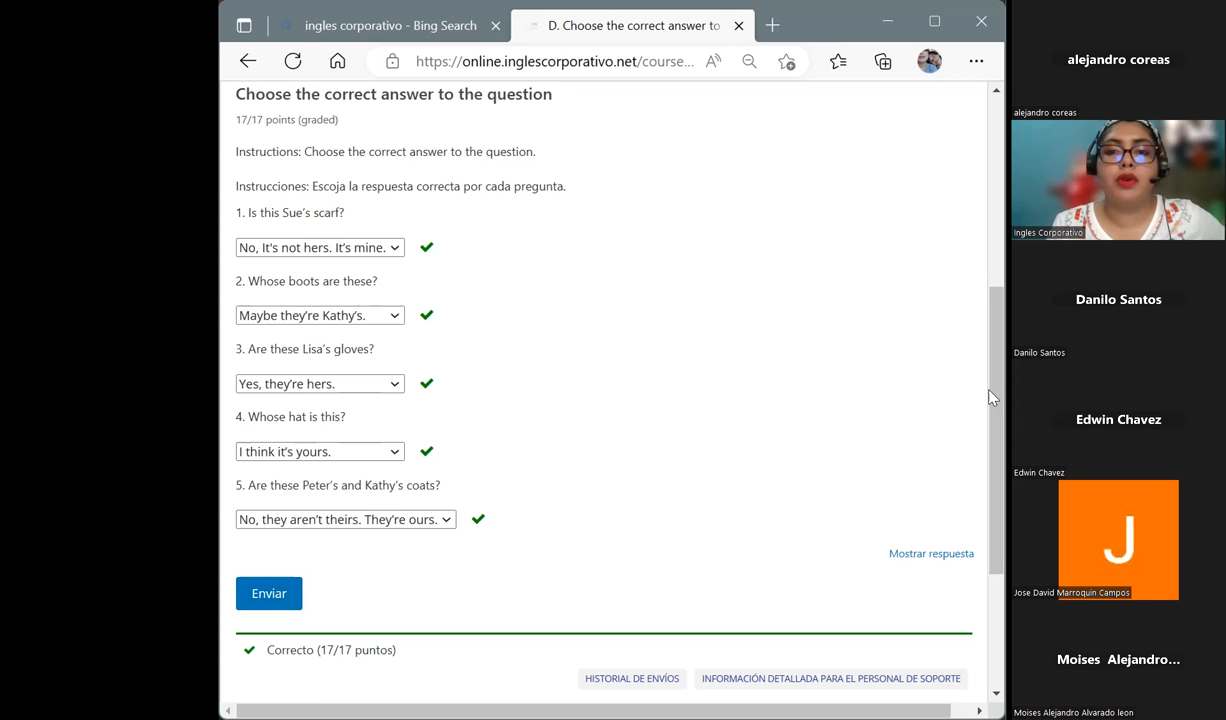 ingles corporativo - Bing Search
D. Choose the correct answer to
https://online.inglescorporativo.net/course...
Choose the correct answer to the question
17/17 points (graded)
Instructions: Choose the correct answer to the question.
Instrucciones: Escoja la respuesta correcta por cada pregunta.
1. Is this Sue's scarf?
No, It's not hers. It's mine.
2. Whose boots are these?
Maybe they're Kathy's.
3. Are these Lisa's gloves?
Yes, they're hers.
4. Whose hat is this?
I think it's yours.
5. Are these Peter's and Kathy's coats?
No, they aren't theirs. They're ours.
Mostrar respuesta
Enviar
Correcto (17/17 puntos)
HISTORIAL DE ENVÍOS
INFORMACIÓN DETALLADA PARA EL PERSONAL DE SOPORTE
alejandro coreas
alejandro coreas
Ingles Corporativo
Danilo Santos
Danilo Santos
Edwin Chavez
Edwin Chavez
J
Jose David Marroquin Campos
Moises Alejandro...
Moises Alejandro Alvarado leon